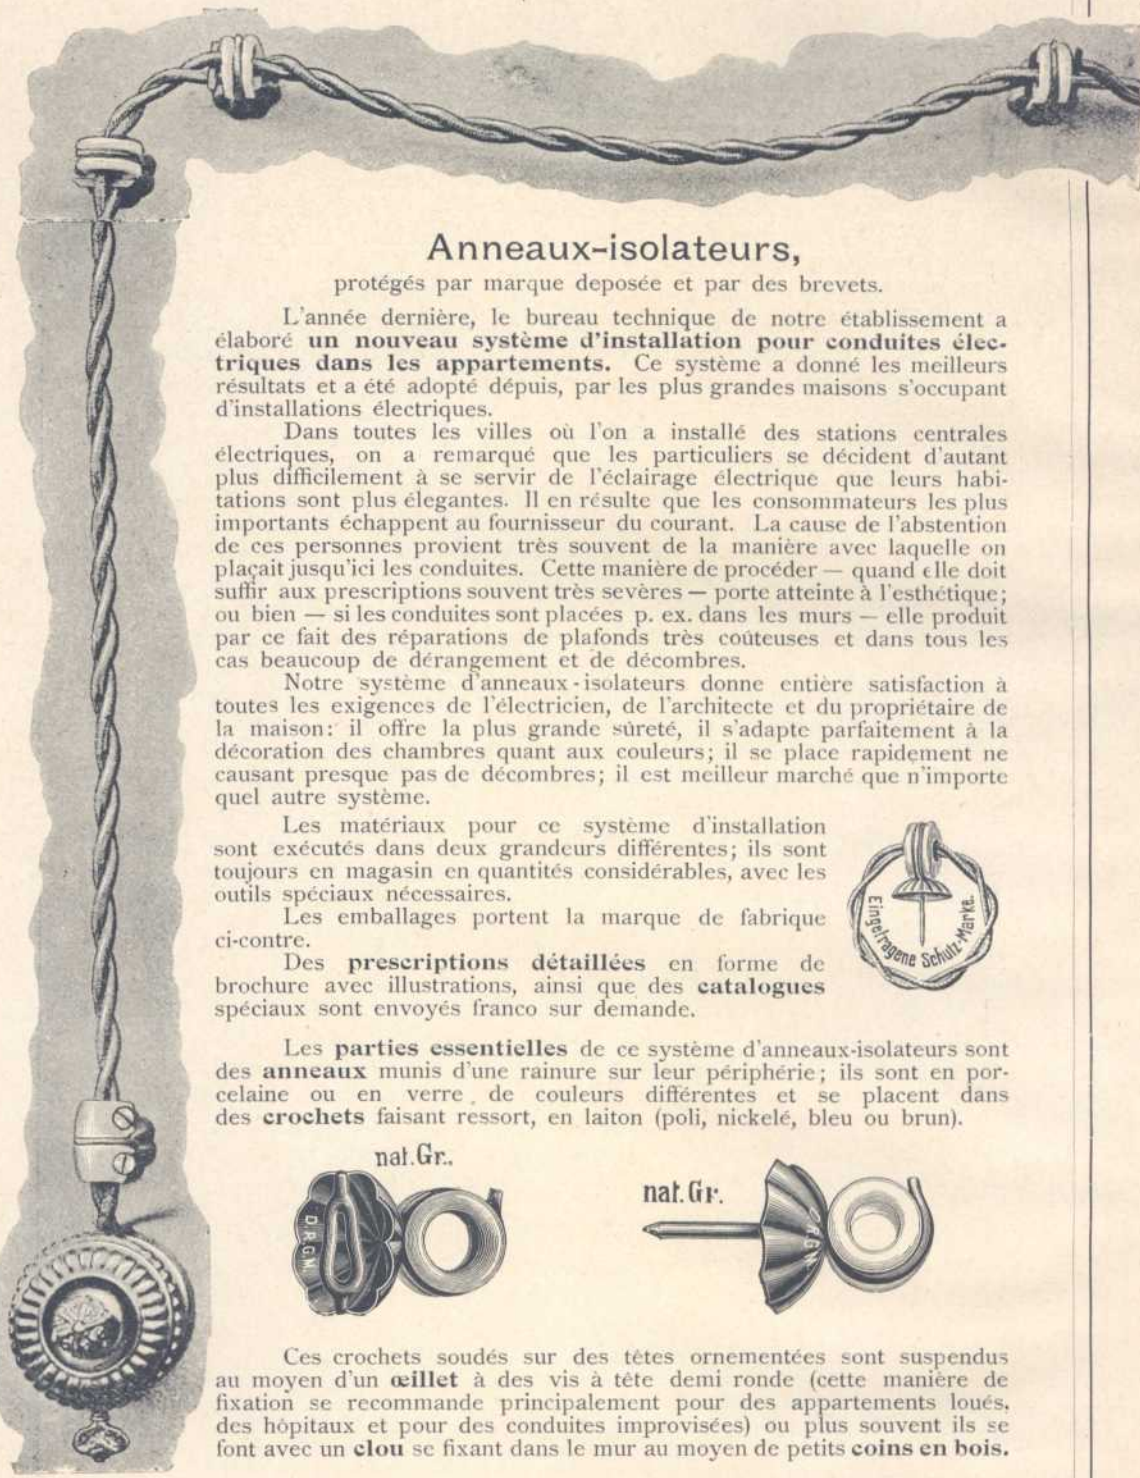 Anneaux-isolateurs,
protégés par marque deposée et par des brevets.
L'année dernière, le bureau technique de notre établissement a
élaboré un nouveau système d'installation pour conduites élec-
triques dans les appartements. Ce système a donné les meilleurs
résultats et a été adopté dépuis, par les plus grandes maisons s'occupant
d'installations électriques.
Dans toutes les villes où l'on a installé des stations centrales
électriques, on a remarqué que les particuliers se décident d'autant
plus difficilement à se servir de l'éclairage électrique que leurs habi-
tations sont plus élegantes. Il en résulte que les consommateurs les plus
importants échappent au fournisseur du courant. La cause de l'abstention
de ces personnes provient très souvent de la manière avec laquelle on
plaçait jusqu'ici les conduites. Cette manière de procéder — quand elle doit
suffir aux prescriptions souvent très sevères — porte atteinte à l'esthétique;
ou bien — si les conduites sont placées p. ex. dans les murs — elle produit
par ce fait des réparations de plafonds très coûteuses et dans tous les
cas beaucoup de dérangement et de décombres.
Notre système d'anneaux-isolateurs donne entière satisfaction à
toutes les exigences de l'électricien, de l'architecte et du propriétaire de
la maison: il offre la plus grande sûreté, il s'adapte parfaitement à la
décoration des chambres quant aux couleurs; il se place rapidement ne
causant presque pas de décombres; il est meilleur marché que n'importe
quel autre système.
Les matériaux pour ce système d'installation
sont exécutés dans deux grandeurs différentes; ils sont
toujours en magasin en quantités considérables, avec les
outils spéciaux nécessaires.
Les emballages portent la marque de fabrique
ci-contre.
Des prescriptions détaillées en forme de
brochure avec illustrations, ainsi que des catalogues
spéciaux sont envoyés franco sur demande.
Eingetragene Schutz-Marke.
Les parties essentielles de ce système d'anneaux-isolateurs sont
des anneaux munis d'une rainure sur leur périphérie; ils sont en por-
celaine ou en verre de couleurs différentes et se placent dans
des crochets faisant ressort, en laiton (poli, nickelé, bleu ou brun).
nat.Gr.
D.R.G.M.
nat.Gr.
D.R.G.M.
Ces crochets soudés sur des têtes ornementées sont suspendus
au moyen d'un œillet à des vis à tête demi ronde (cette manière de
fixation se recommande principalement pour des appartements loués,
des hôpitaux et pour des conduites improvisées) ou plus souvent ils se
font avec un clou se fixant dans le mur au moyen de petits coins en bois.